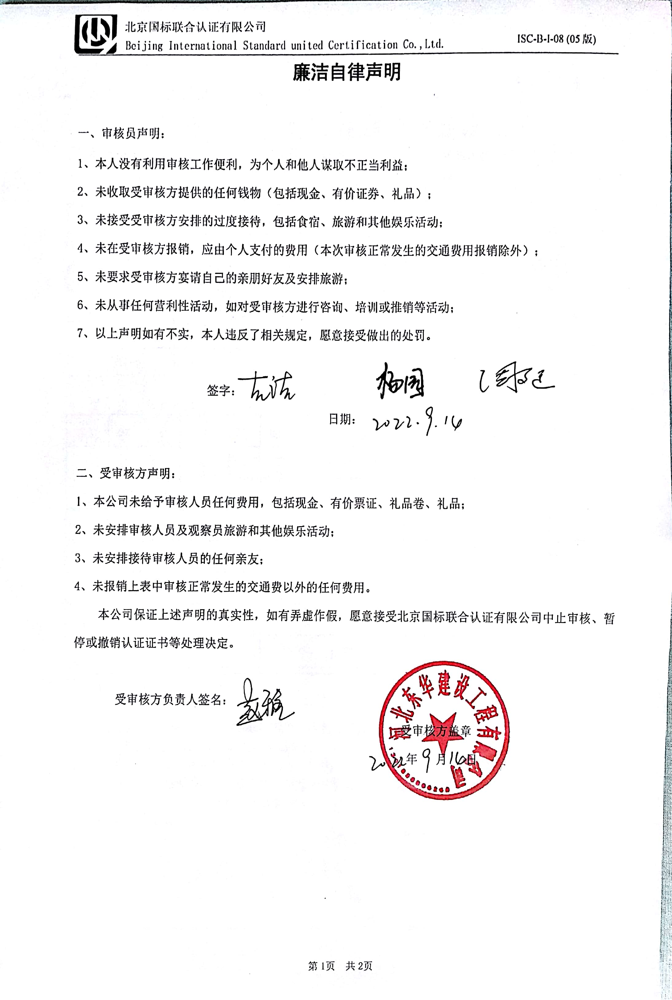 北京国标联合认证有限公司
Beijing International Standard united Certification Co.,Ltd.
ISC-B-I-08 (05 版)
廉洁自律声明
一、审核员声明：
1、本人没有利用审核工作便利，为个人和他人谋取不正当利益；
2、未收取受审核方提供的任何钱物（包括现金、有价证券、礼品）；
3、未接受受审核方安排的过度接待，包括食宿、旅游和其他娱乐活动；
4、未在受审核方报销，应由个人支付的费用（本次审核正常发生的交通费用报销除外）；
5、未要求受审核方宴请自己的亲朋好友及安排旅游；
6、未从事任何营利性活动，如对受审核方进行咨询、培训或推销等活动；
7、以上声明如有不实，本人违反了相关规定，愿意接受做出的处罚。
签字：
日期： 2022.9.14
二、受审核方声明：
1、本公司未给予审核人员任何费用，包括现金、有价票证、礼品卷、礼品；
2、未安排审核人员及观察员旅游和其他娱乐活动；
3、未安排接待审核人员的任何亲友；
4、未报销上表中审核正常发生的交通费以外的任何费用。
本公司保证上述声明的真实性，如有弄虚作假，愿意接受北京国标联合认证有限公司中止审核、暂
停或撤销认证证书等处理决定。
受审核方负责人签名：
河北东华建设工程有限公司
受审核方盖章
2022年9月14日
第 1页 共 2页